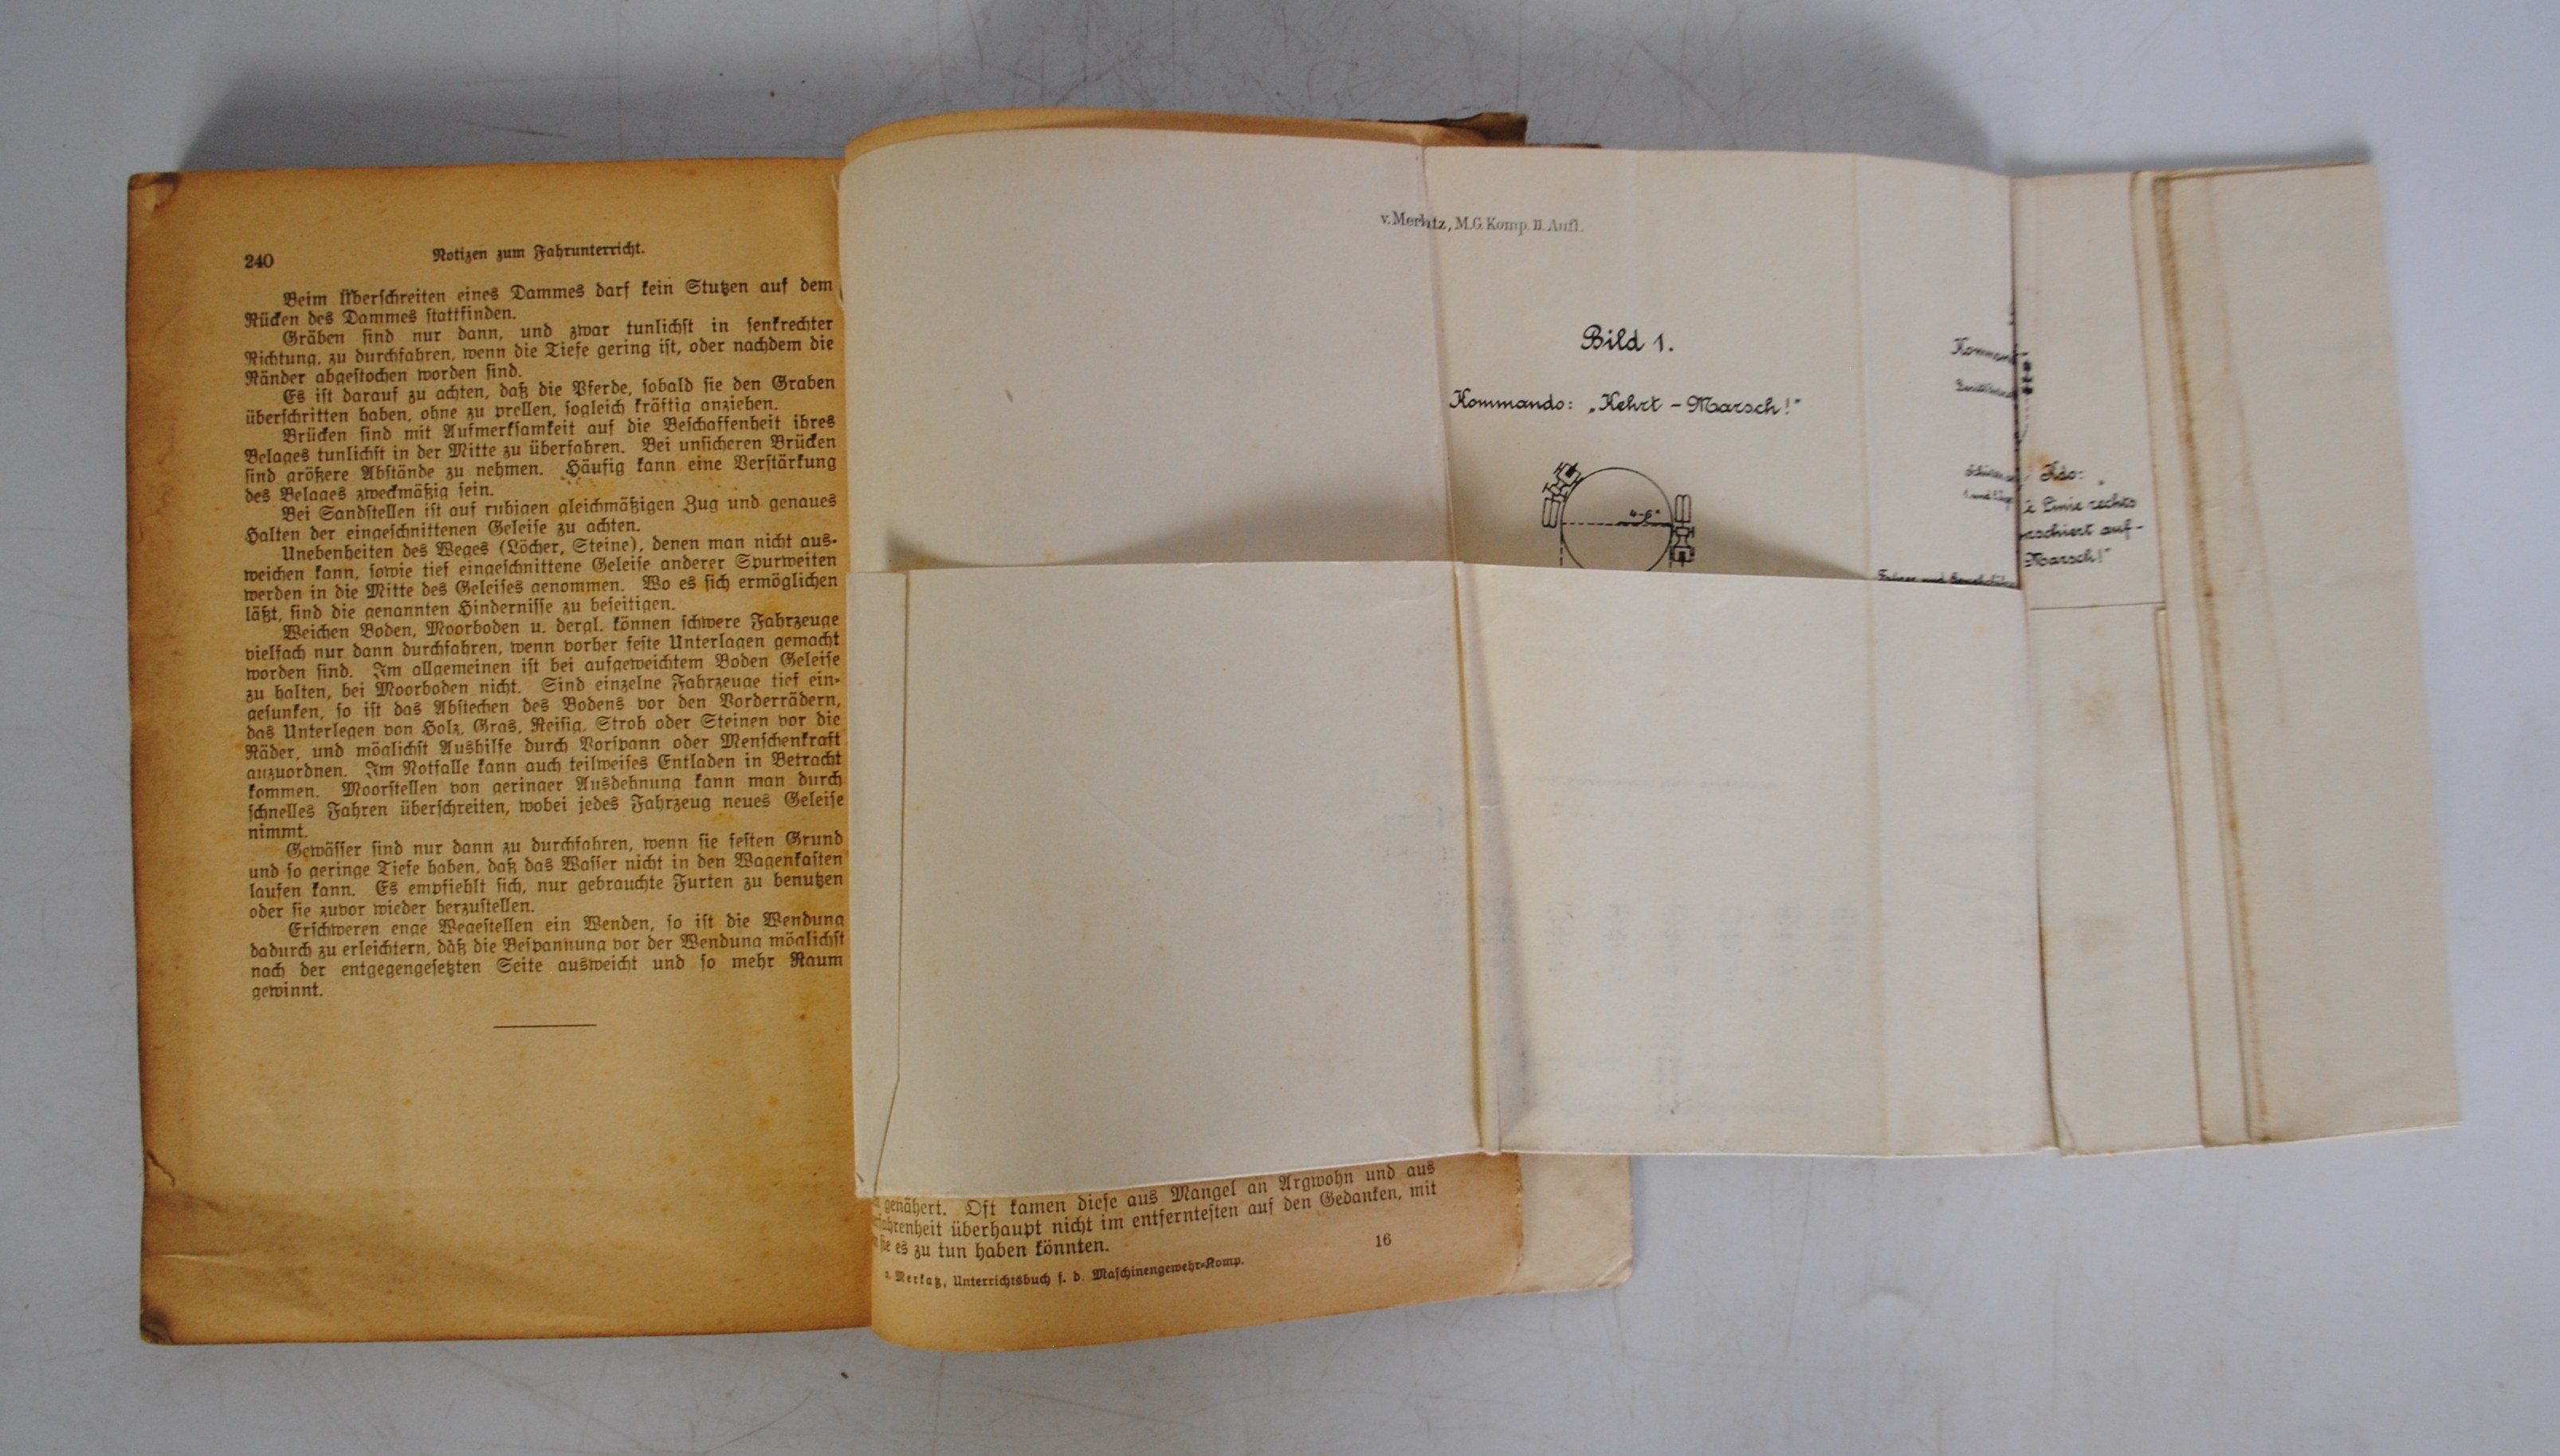 240
Notizen zum Fahrunterricht.
Beim Überschreiten eines Dammes darf kein Stutzen auf dem
Rücken des Dammes stattfinden.
Gräben sind nur dann, und zwar tunlichst in senkrechter
Richtung, zu durchfahren, wenn die Tiefe gering ist, oder nachdem die
Ränder abgestochen worden sind.
Es ist darauf zu achten, daß die Pferde, sobald sie den Graben
überschritten haben, ohne zu prellen, sogleich kräftig anziehen.
Brücken sind mit Aufmerksamkeit auf die Beschaffenheit ihres
Belages tunlichst in der Mitte zu überfahren. Bei unsicheren Brücken
sind größere Abstände zu nehmen. Häufig kann eine Verstärkung
des Belages zweckmäßig sein.
Bei Sandstellen ist auf ruhigen gleichmäßigen Zug und genaues
Halten der eingeschnittenen Geleise zu achten.
Unebenheiten des Weges (Löcher, Steine), denen man nicht aus-
weichen kann, sowie tief eingeschnittene Geleise anderer Spurweiten
werden in die Mitte des Geleises genommen. Wo es sich ermöglichen
läßt, sind die genannten Hindernisse zu beseitigen.
Weichen Boden, Moorboden u. dergl. können schwere Fahrzeuge
vielfach nur dann durchfahren, wenn vorher feste Unterlagen gemacht
worden sind. Im allgemeinen ist bei aufgeweichtem Boden Geleise
zu halten, bei Moorboden nicht. Sind einzelne Fahrzeuge tief ein-
gesunken, so ist das Abstechen des Bodens vor den Vorderrädern,
das Unterlegen von Holz, Gras, Reisig, Stroh oder Steinen vor die
Räder, und möglichst Aushilfe durch Vorspann oder Menschenkraft
anzuordnen. Im Notfalle kann auch teilweises Entladen in Betracht
kommen. Moorstellen von geringer Ausdehnung kann man durch
schnelles Fahren überschreiten, wobei jedes Fahrzeug neues Geleise
nimmt.
Gewässer sind nur dann zu durchfahren, wenn sie festen Grund
und so geringe Tiefe haben, daß das Wasser nicht in den Wagenkasten
laufen kann. Es empfiehlt sich, nur gebrauchte Furten zu benutzen
oder sie zuvor wieder herzustellen.
Erschweren enge Wegestellen ein Wenden, so ist die Wendung
dadurch zu erleichtern, daß die Bespannung vor der Wendung möglichst
nach der entgegengesetzten Seite ausweicht und so mehr Raum
gewinnt.
v. Merkatz, M.G. Komp. II. Aufl.
Bild 1.
Kommando: „Kehrt - Marsch!"
4-6ˣ
Kdo:
Linie rechts
marschiert auf-
Marsch!"
genähert. Oft kamen diese aus Mangel an Argwohn und aus
überhaupt nicht im entferntesten auf den Gedanken, mit
sie es zu tun haben könnten.
v. Merkatz, Unterrichtsbuch f. d. Maschinengewehr-Komp.
16